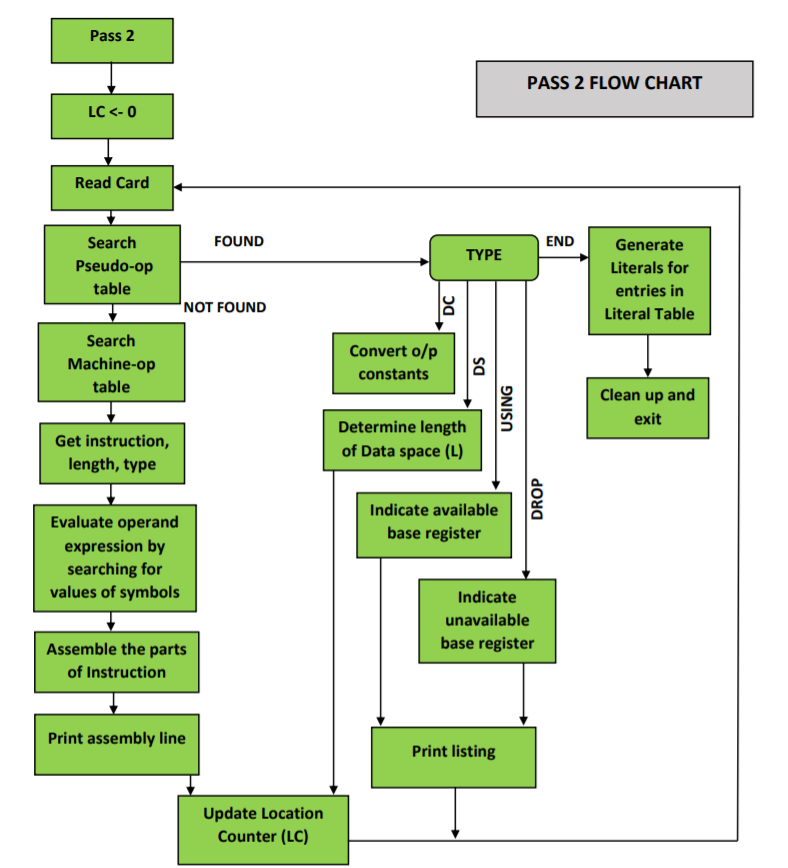 Pass 2
PASS 2 FLOW CHART
LC <- 0
Read Card
Search
Pseudo-op
table
FOUND
TYPE
END
Generate
Literals for
entries in
Literal Table
NOT FOUND
Search
Machine-op
table
DC
Convert o/p
constants
DS
USING
DROP
Clean up and
exit
Get instruction,
length, type
Determine length
of Data space (L)
Evaluate operand
expression by
searching for
values of symbols
Indicate available
base register
Indicate
unavailable
base register
Assemble the parts
of Instruction
Print assembly line
Print listing
Update Location
Counter (LC)